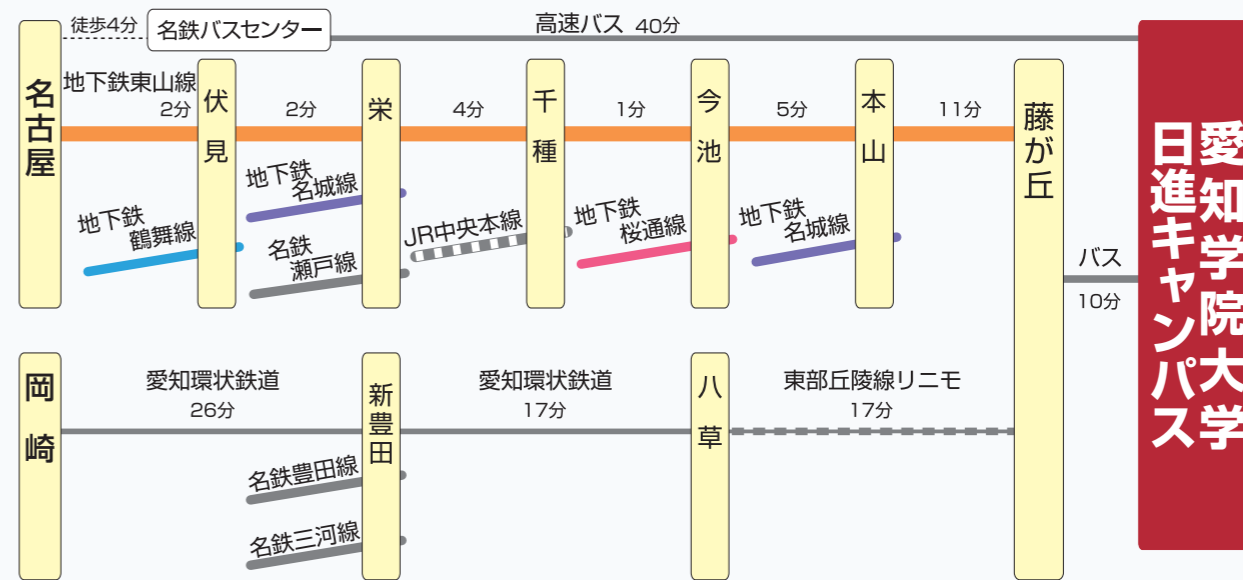 徒歩4分
名鉄バスセンター
高速バス 40分
名古屋
地下鉄東山線
2分
伏見
2分
栄
4分
千種
1分
今池
5分
本山
11分
藤が丘
地下鉄
鶴舞線
地下鉄
名城線
名鉄
瀬戸線
JR中央本線
地下鉄
桜通線
地下鉄
名城線
バス
10分
愛知学院大学
日進キャンパス
岡崎
愛知環状鉄道
26分
新豊田
愛知環状鉄道
17分
八草
東部丘陵線リニモ
17分
名鉄豊田線
名鉄三河線